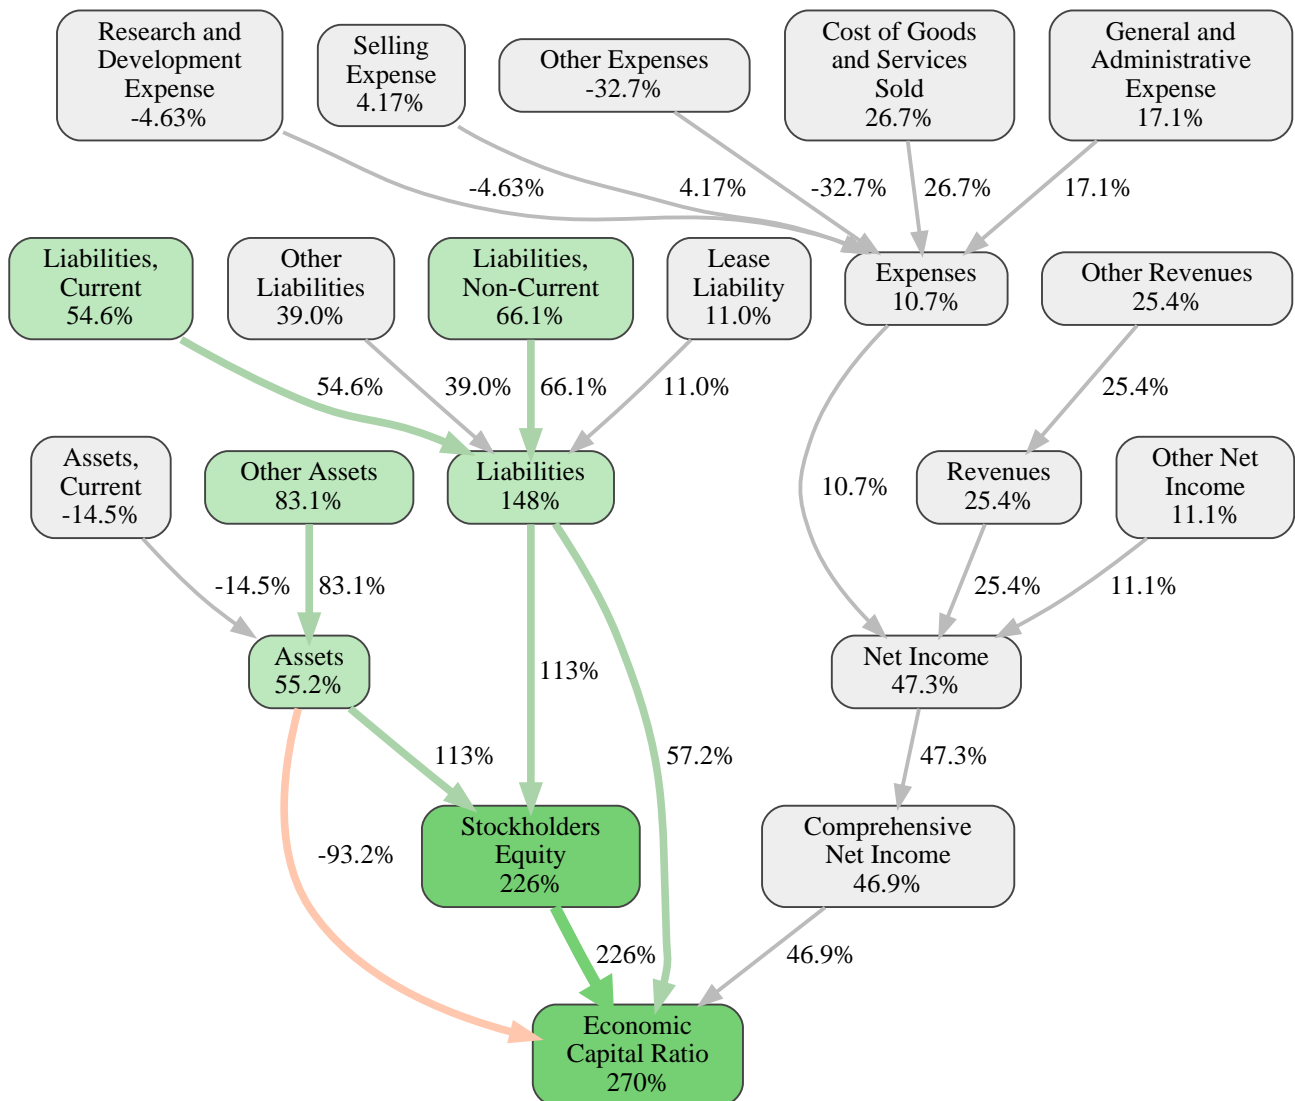 Research and
Development
Expense
-4.63%
Selling
Expense
4.17%
Other Expenses
-32.7%
Cost of Goods
and Services
Sold
26.7%
General and
Administrative
Expense
17.1%
-4.63%
4.17%
-32.7%
26.7%
17.1%
Liabilities,
Current
54.6%
Other
Liabilities
39.0%
Liabilities,
Non-Current
66.1%
Lease
Liability
11.0%
Expenses
10.7%
Other Revenues
25.4%
54.6%
39.0%
66.1%
11.0%
25.4%
Assets,
Current
-14.5%
Other Assets
83.1%
Liabilities
148%
10.7%
Revenues
25.4%
Other Net
Income
11.1%
-14.5%
83.1%
25.4%
11.1%
Assets
55.2%
113%
Net Income
47.3%
113%
57.2%
47.3%
-93.2%
Stockholders
Equity
226%
Comprehensive
Net Income
46.9%
226%
46.9%
Economic
Capital Ratio
270%